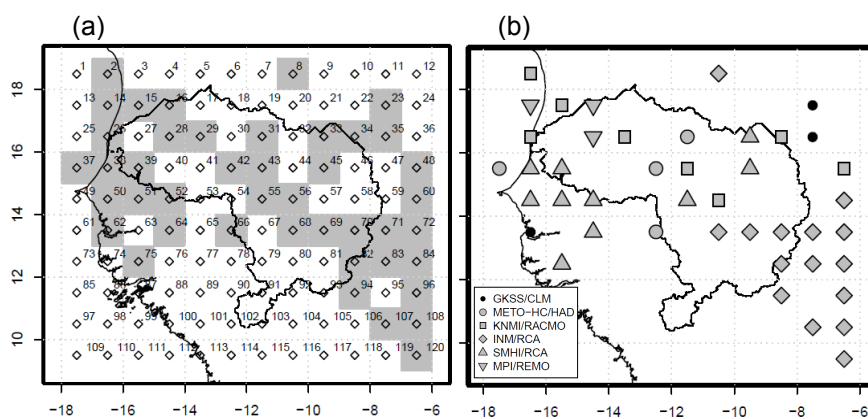 (a)
1 2 3 4 5 6 7 8 9 10 11 12
13 14 15 16 17 18 19 20 21 22 23 24
25 26 27 28 29 30 31 32 33 34 35 36
37 38 39 40 41 42 43 44 45 46 47 48
49 50 51 52 53 54 55 56 57 58 59 60
61 62 63 64 65 66 67 68 69 70 71 72
73 74 75 76 77 78 79 80 81 82 83 84
85 86 87 88 89 90 91 92 93 94 95 96
97 98 99 100 101 102 103 104 105 106 107 108
109 110 111 112 113 114 115 116 117 118 119 120
18
16
14
12
10
−18 −16 −14 −12 −10 −8 −6
(b)
18
16
14
12
10
GKSS/CLM
METO−HC/HAD
KNMI/RACMO
INM/RCA
SMHI/RCA
MPI/REMO
−18 −16 −14 −12 −10 −8 −6